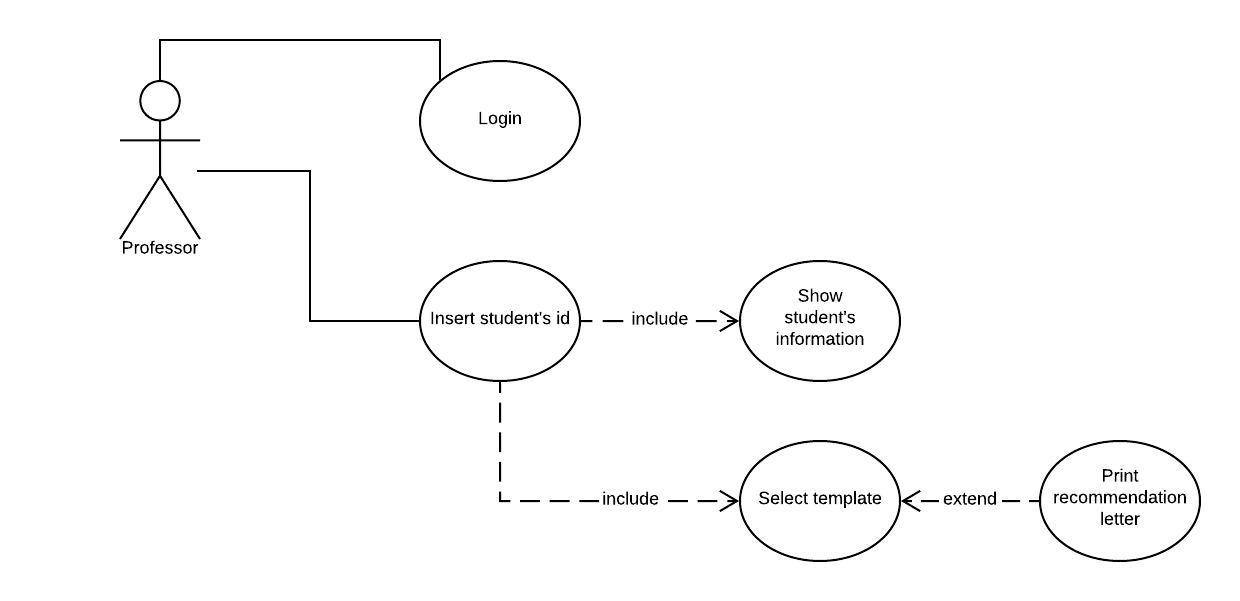 Login
Professor
Insert student's id
include
Show
student's
information
include
Select template
extend
Print
recommendation
letter